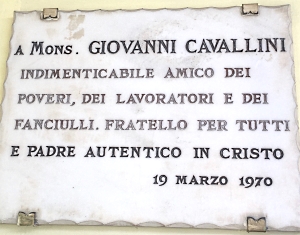 A MONS. GIOVANNI CAVALLINI
INDIMENTICABILE AMICO DEI
POVERI, DEI LAVORATORI E DEI
FANCIULLI. FRATELLO PER TUTTI
E PADRE AUTENTICO IN CRISTO
19 MARZO 1970